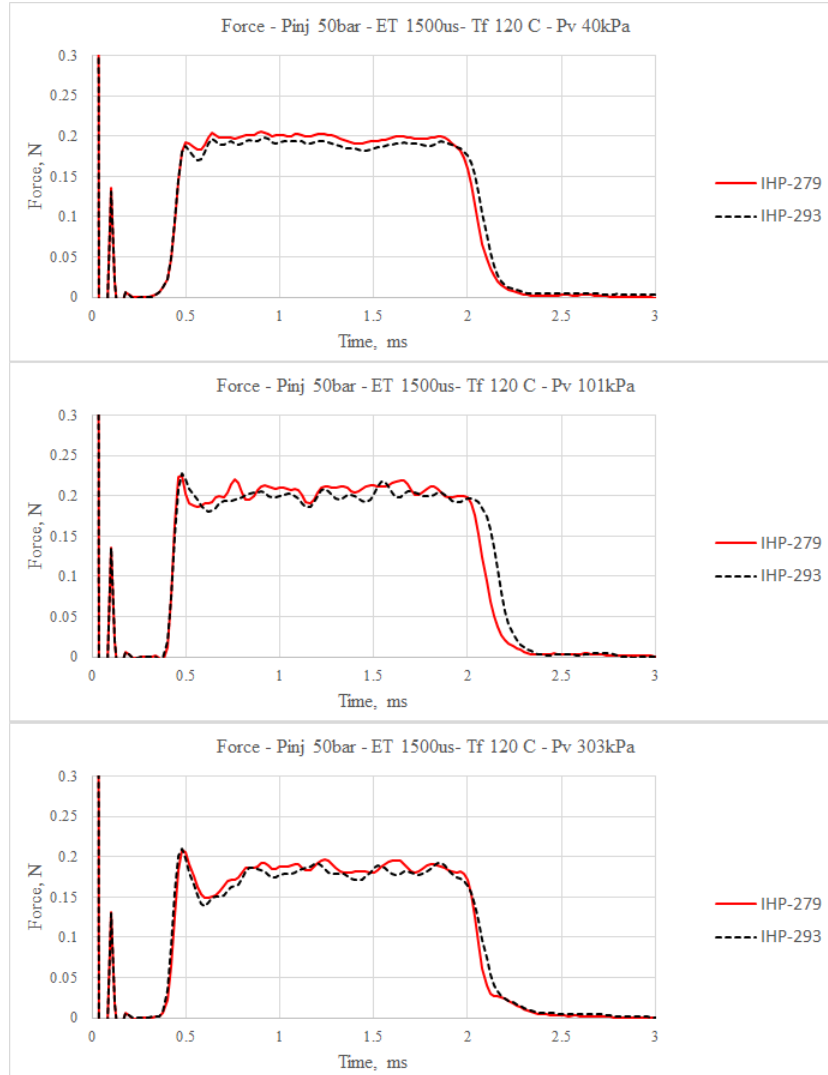 Force - Pinj 50bar - ET 1500us- Tf 120 C - Pv 40kPa
0.3
0.25
0.2
0.15
0.1
0.05
0
Force, N
0 0.5 1 1.5 2 2.5 3
Time, ms
IHP-279
IHP-293
Force - Pinj 50bar - ET 1500us- Tf 120 C - Pv 101kPa
0.3
0.25
0.2
0.15
0.1
0.05
0
Force, N
0 0.5 1 1.5 2 2.5 3
Time, ms
IHP-279
IHP-293
Force - Pinj 50bar - ET 1500us- Tf 120 C - Pv 303kPa
0.3
0.25
0.2
0.15
0.1
0.05
0
Force, N
0 0.5 1 1.5 2 2.5 3
Time, ms
IHP-279
IHP-293